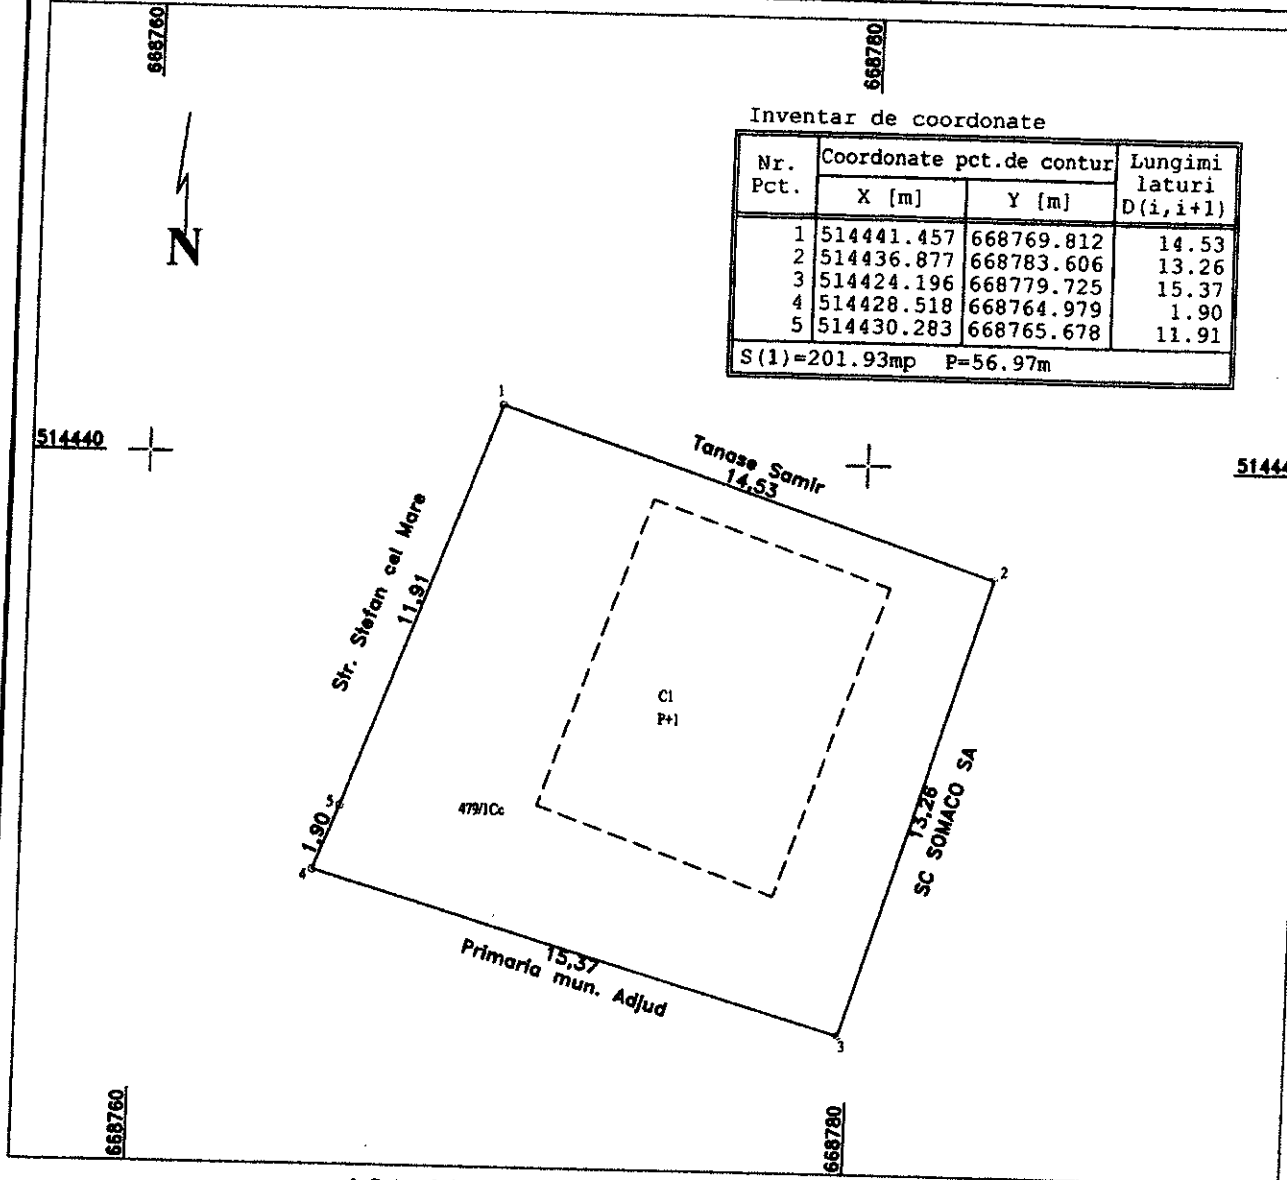 668760
668780
N
Inventar de coordonate
Nr. Pct. Coordonate pct.de contur Lungimi laturi D(i,i+1)
X [m] Y [m]
1 514441.457 668769.812 14.53
2 514436.877 668783.606 13.26
3 514424.196 668779.725 15.37
4 514428.518 668764.979 1.90
5 514430.283 668765.678 11.91
S(1)=201.93mp P=56.97m
1
514440
Tanase Samir
14,53
2
Str. Stefan cel Mare
11,91
C1
P+1
5
479/1Cc
1,90
4
13,26
SC SOMACO SA
15,37
Primaria mun. Adjud
3
668760
668780